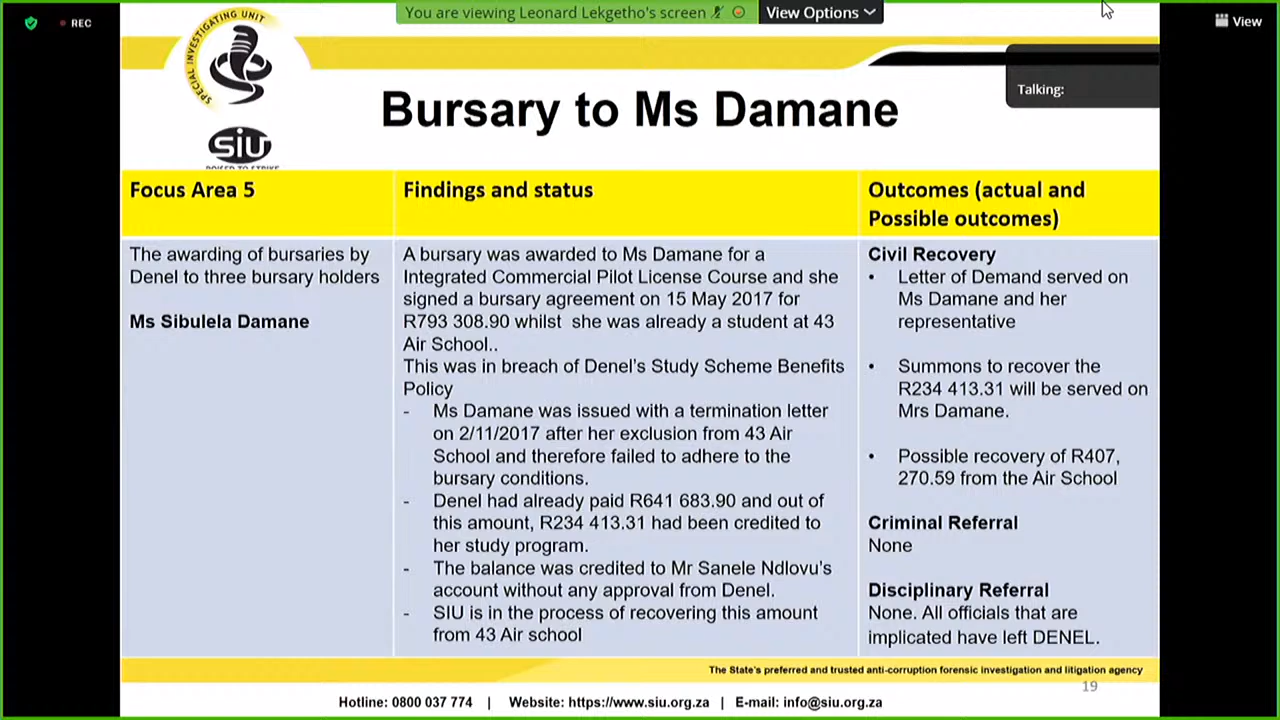 REC
You are viewing Leonard Lekgetho's screen
View Options
View
Talking:
SPECIAL INVESTIGATING UNIT
SIU
POISED TO STRIKE
Bursary to Ms Damane
Focus Area 5
The awarding of bursaries by
Denel to three bursary holders
Ms Sibulela Damane
Findings and status
A bursary was awarded to Ms Damane for a
Integrated Commercial Pilot License Course and she
signed a bursary agreement on 15 May 2017 for
R793 308.90 whilst she was already a student at 43
Air School..
This was in breach of Denel's Study Scheme Benefits
Policy
- Ms Damane was issued with a termination letter
on 2/11/2017 after her exclusion from 43 Air
School and therefore failed to adhere to the
bursary conditions.
- Denel had already paid R641 683.90 and out of
this amount, R234 413.31 had been credited to
her study program.
- The balance was credited to Mr Sanele Ndlovu's
account without any approval from Denel.
- SIU is in the process of recovering this amount
from 43 Air school
Outcomes (actual and
Possible outcomes)
Civil Recovery
• Letter of Demand served on
Ms Damane and her
representative
• Summons to recover the
R234 413.31 will be served on
Mrs Damane.
• Possible recovery of R407,
270.59 from the Air School
Criminal Referral
None
Disciplinary Referral
None. All officials that are
implicated have left DENEL.
The State's preferred and trusted anti-corruption forensic investigation and litigation agency
19
Hotline: 0800 037 774 | Website: https://www.siu.org.za | E-mail: info@siu.org.za